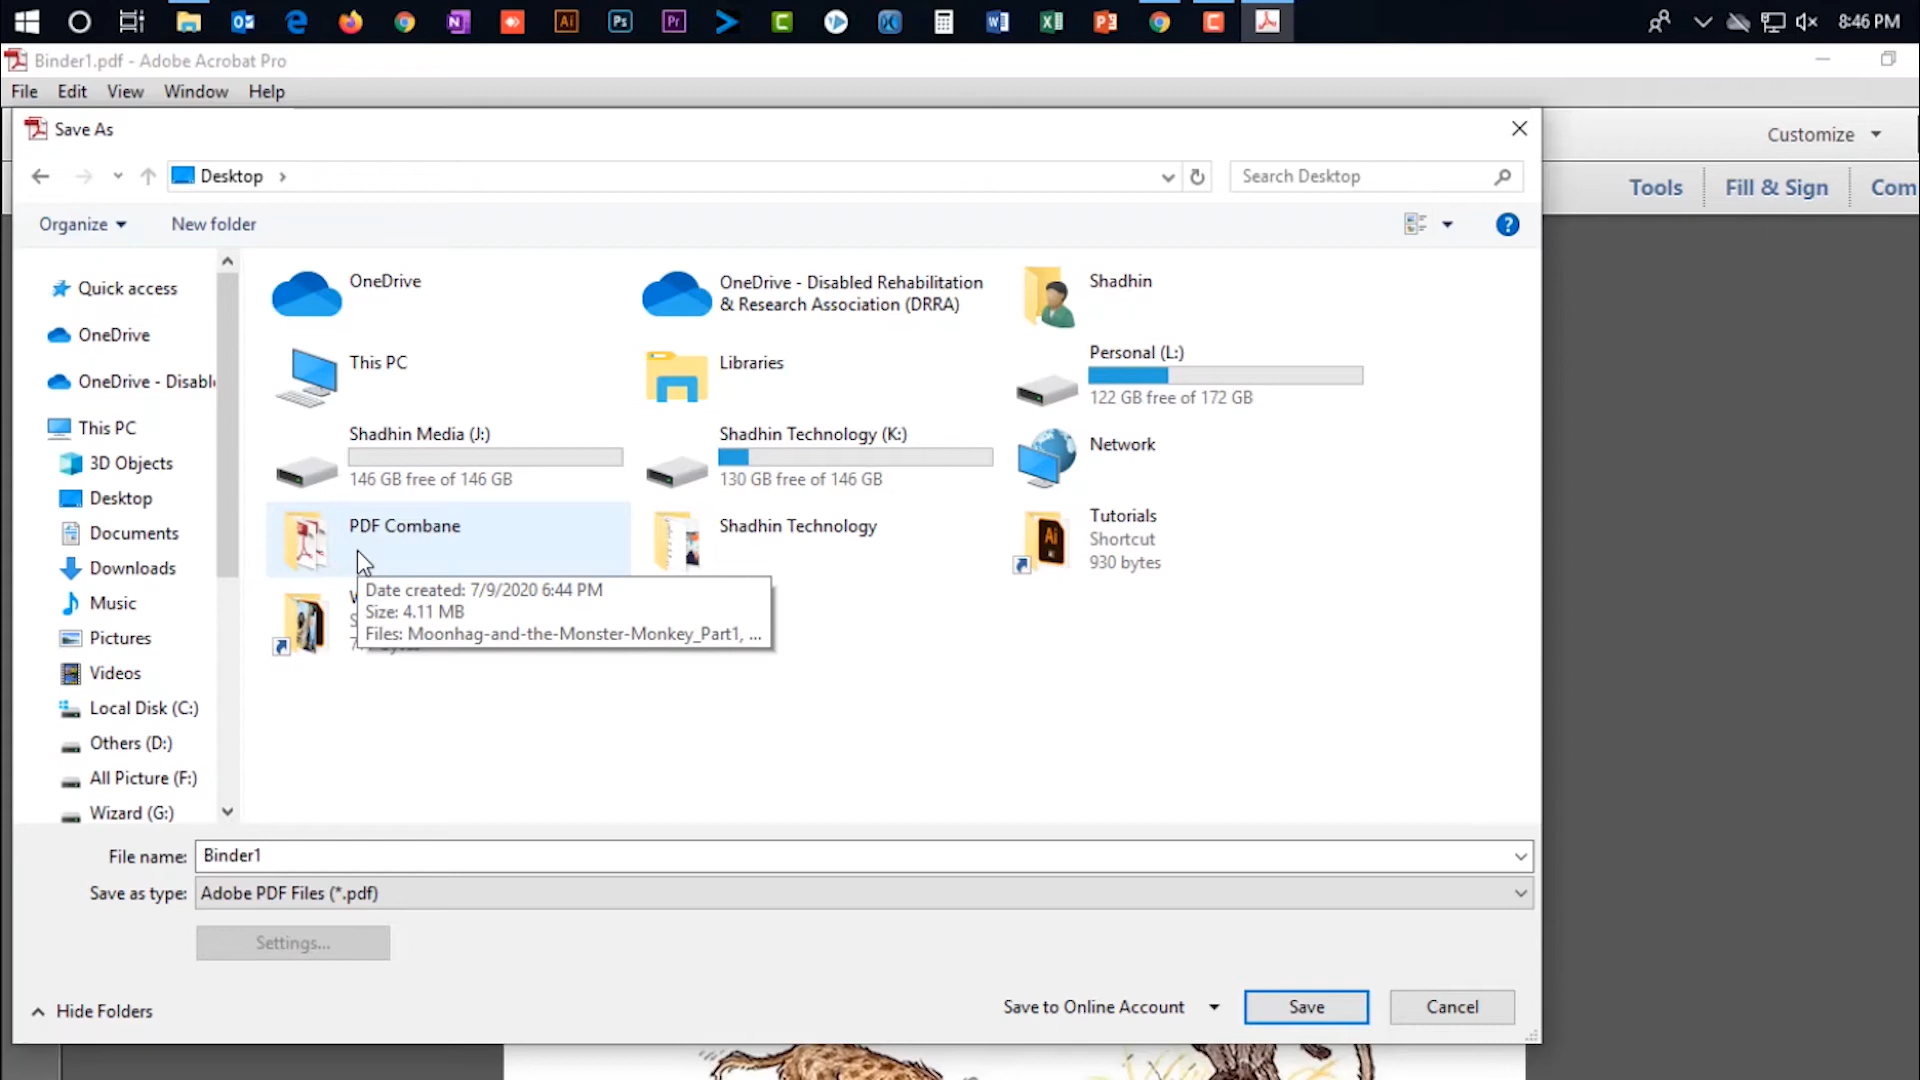 8:46 PM
Binder1.pdf - Adobe Acrobat Pro
File Edit View Window Help
Save As
Customize
Desktop
Search Desktop
Tools Fill & Sign Com
Organize New folder
Quick access
OneDrive
OneDrive - Disabl
This PC
3D Objects
Desktop
Documents
Downloads
Music
Pictures
Videos
Local Disk (C:)
Others (D:)
All Picture (F:)
Wizard (G:)
OneDrive
OneDrive - Disabled Rehabilitation
& Research Association (DRRA)
Shadhin
This PC
Libraries
Personal (L:)
122 GB free of 172 GB
Shadhin Media (J:)
146 GB free of 146 GB
Shadhin Technology (K:)
130 GB free of 146 GB
Network
PDF Combane
Shadhin Technology
Tutorials
Shortcut
930 bytes
Date created: 7/9/2020 6:44 PM
Size: 4.11 MB
Files: Moonhag-and-the-Monster-Monkey_Part1, ...
File name: Binder1
Save as type: Adobe PDF Files (*.pdf)
Settings...
Hide Folders
Save to Online Account
Save
Cancel